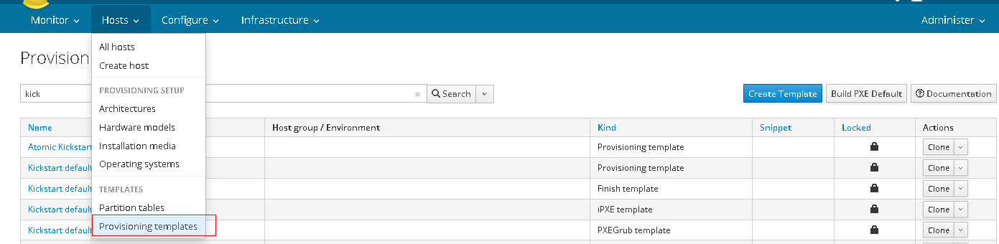 Monitor Hosts Configure Infrastructure Administer
All hosts
Provision
Create host
kick × Search
PROVISIONING SETUP
Create Template Build PXE Default Documentation
Architectures
Name Host group / Environment Kind Snippet Locked Actions
Hardware models
Atomic Kickstart Provisioning template Clone
Installation media
Operating systems
Kickstart default Provisioning template Clone
Kickstart default Finish template Clone
TEMPLATES
Partition tables
Kickstart default iPXE template Clone
Provisioning templates
Kickstart default PXEGrub template Clone